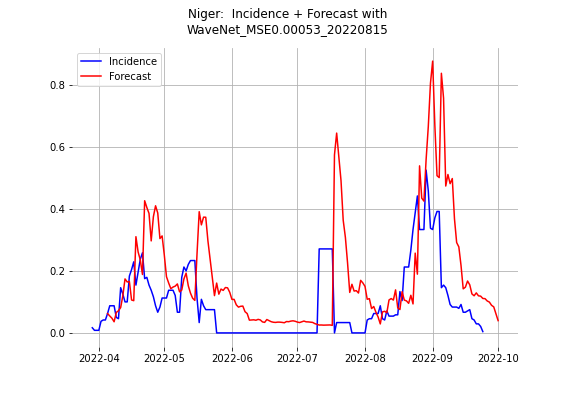 Niger:  Incidence + Forecast with
WaveNet_MSE0.00053_20220815
Incidence
Forecast
0.8
0.6
0.4
0.2
0.0
2022-04 2022-05 2022-06 2022-07 2022-08 2022-09 2022-10